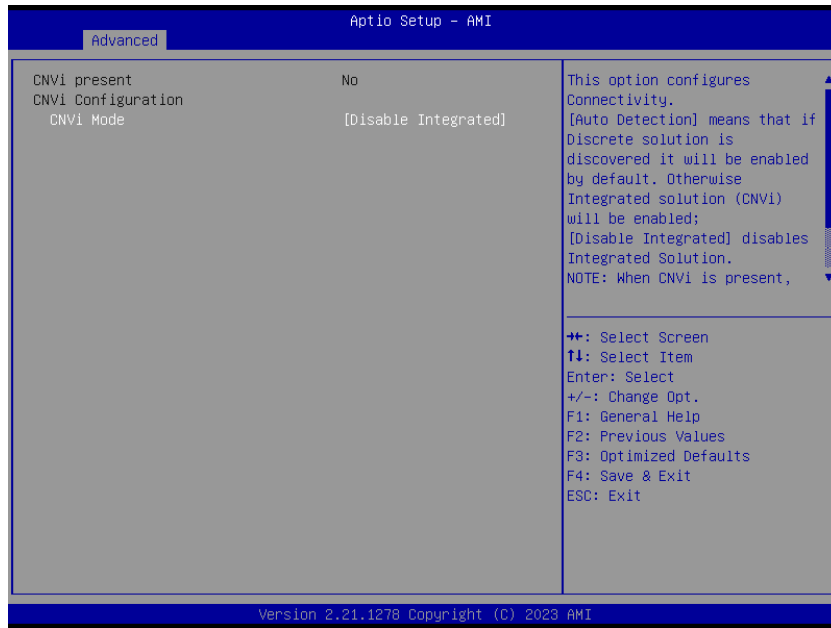 Aptio Setup – AMI
Advanced
CNVi present No
CNVi Configuration
CNVi Mode [Disable Integrated]
This option configures
Connectivity.
[Auto Detection] means that if
Discrete solution is
discovered it will be enabled
by default. Otherwise
Integrated solution (CNVi)
will be enabled;
[Disable Integrated] disables
Integrated Solution.
NOTE: When CNVi is present,
→←: Select Screen
↑↓: Select Item
Enter: Select
+/-: Change Opt.
F1: General Help
F2: Previous Values
F3: Optimized Defaults
F4: Save & Exit
ESC: Exit
Version 2.21.1278 Copyright (C) 2023 AMI